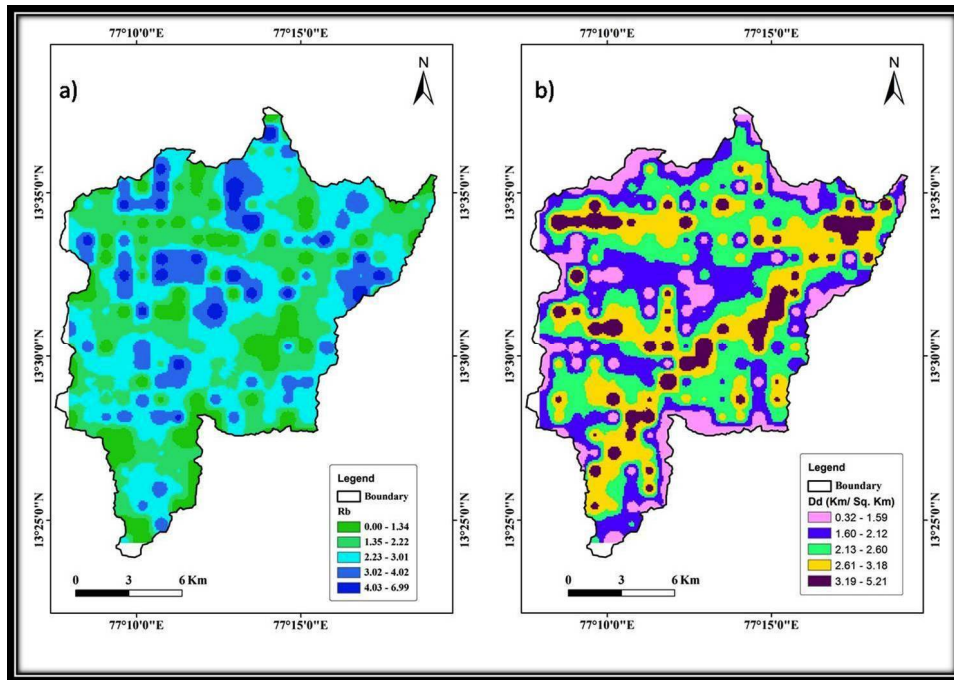 77°10'0"E 77°15'0"E
a)
N
13°35'0"N
13°30'0"N
13°25'0"N
Legend
Boundary
Rb
0.00 - 1.34
1.35 - 2.22
2.23 - 3.01
3.02 - 4.02
4.03 - 6.99
0 3 6 Km
77°10'0"E 77°15'0"E
77°10'0"E 77°15'0"E
b)
N
13°35'0"N
13°30'0"N
13°25'0"N
13°35'0"N
13°30'0"N
13°25'0"N
Legend
Boundary
Dd (Km/ Sq. Km)
0.32 - 1.59
1.60 - 2.12
2.13 - 2.60
2.61 - 3.18
3.19 - 5.21
0 3 6 Km
77°10'0"E 77°15'0"E
13°35'0"N
13°30'0"N
13°25'0"N